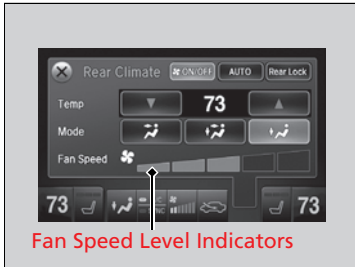 Rear Climate ON/OFF AUTO Rear Lock
Temp 73
Mode
Fan Speed
73 73
Fan Speed Level Indicators